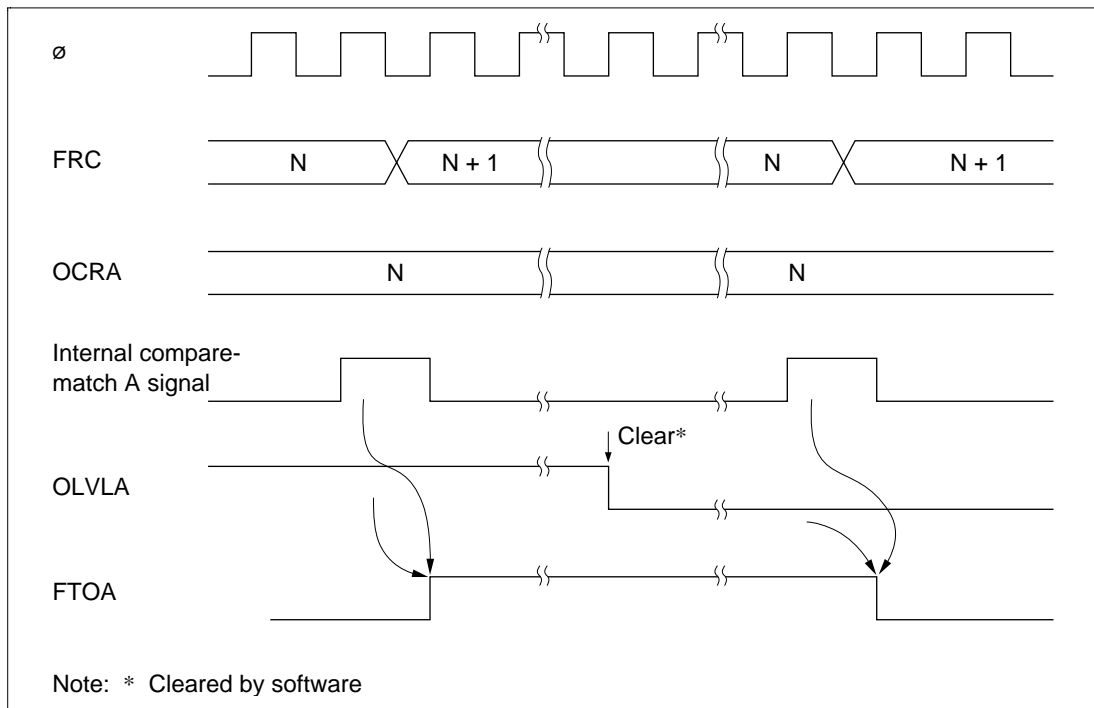 ø
FRC N N + 1 N N + 1
OCRA N N
Internal compare-
match A signal
Clear*
OLVLA
FTOA
Note: * Cleared by software